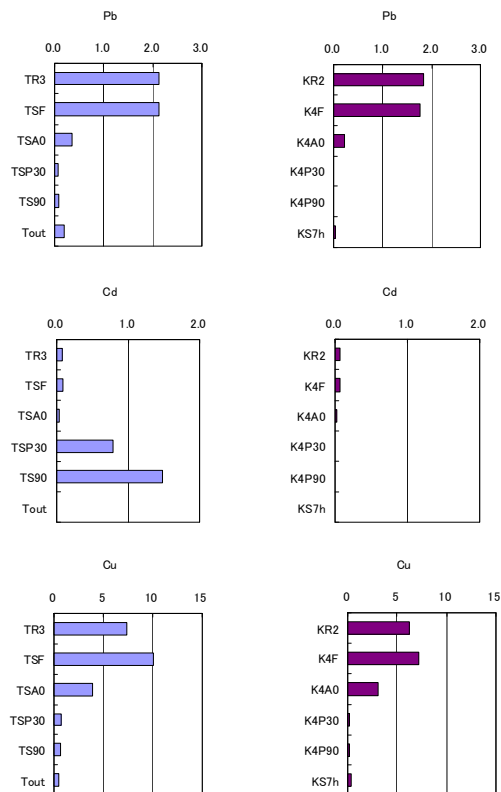 Pb
0.0 1.0 2.0 3.0
TR3
TSF
TSA0
TSP30
TS90
Tout
Pb
0.0 1.0 2.0 3.0
KR2
K4F
K4A0
K4P30
K4P90
KS7h
Cd
0.0 1.0 2.0
TR3
TSF
TSA0
TSP30
TS90
Tout
Cd
0.0 1.0 2.0
KR2
K4F
K4A0
K4P30
K4P90
KS7h
Cu
0 5 10 15
TR3
TSF
TSA0
TSP30
TS90
Tout
Cu
0 5 10 15
KR2
K4F
K4A0
K4P30
K4P90
KS7h